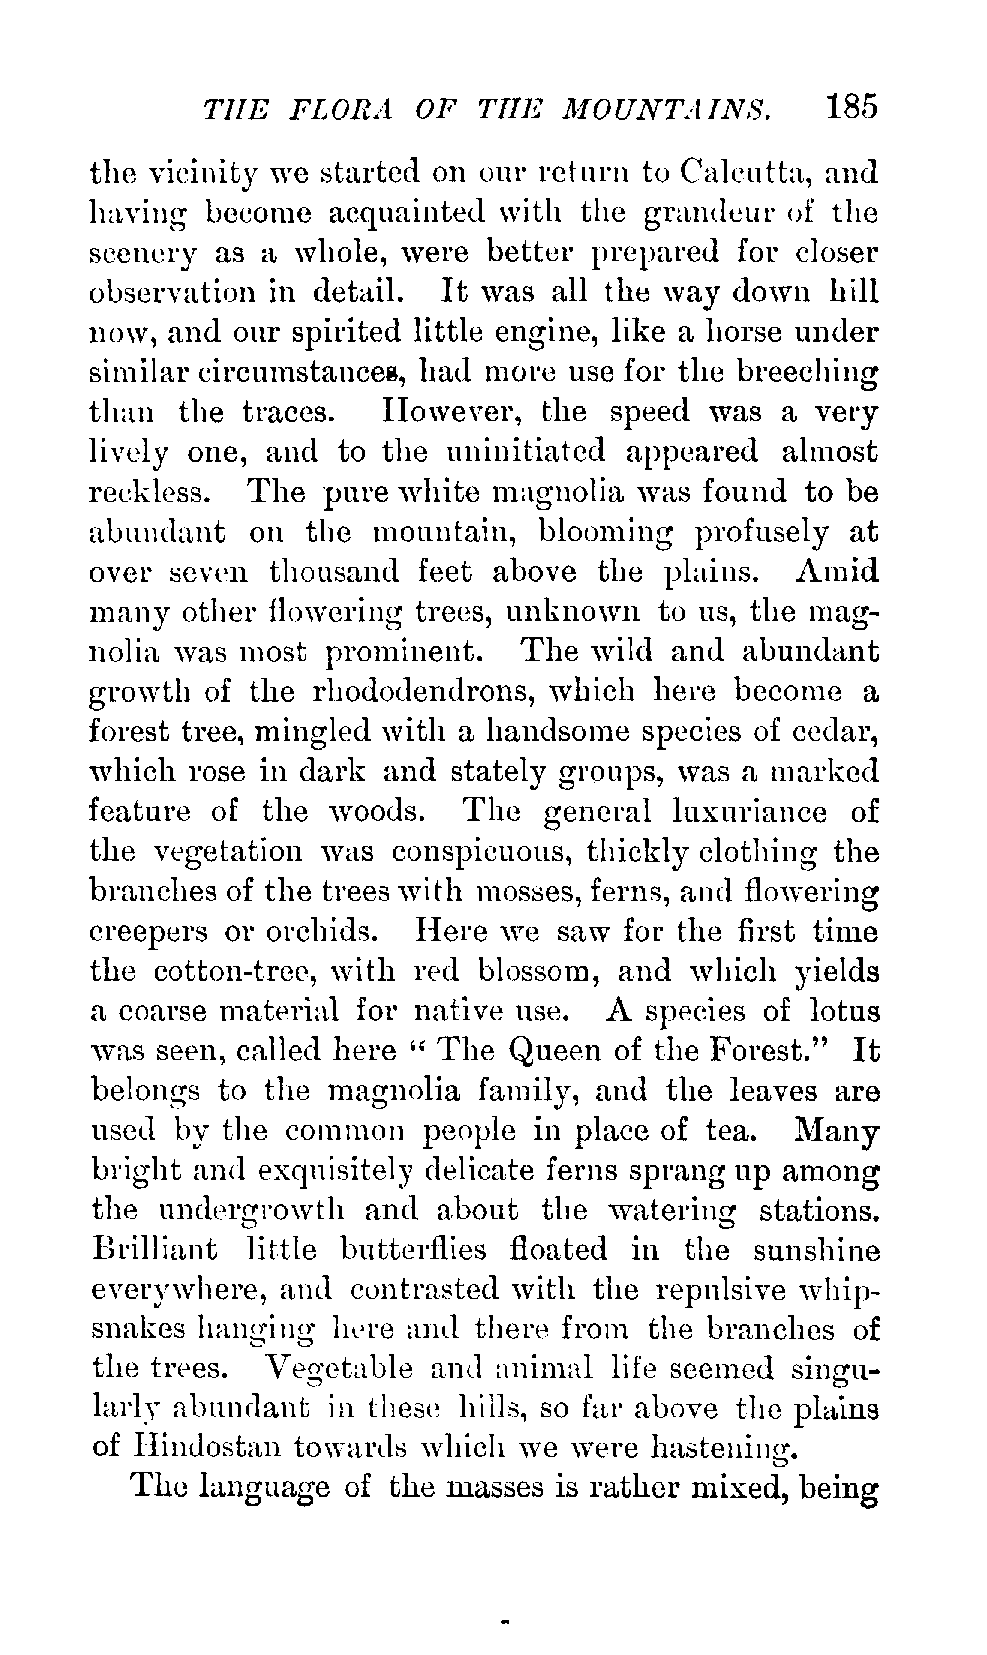 THE FLORA OF THE MOUNTAINS. 185
the vicinity we started on our return to Calcutta, and
having become acquainted with the grandeur of the
scenery as a whole, were better prepared for closer
observation in detail. It was all the way down hill
now, and our spirited little engine, like a horse under
similar circumstances, had more use for the breeching
than the traces. However, the speed was a very
lively one, and to the uninitiated appeared almost
reckless. The pure white magnolia was found to be
abundant on the mountain, blooming profusely at
over seven thousand feet above the plains. Amid
many other flowering trees, unknown to us, the mag-
nolia was most prominent. The wild and abundant
growth of the rhododendrons, which here become a
forest tree, mingled with a handsome species of cedar,
which rose in dark and stately groups, was a marked
feature of the woods. The general luxuriance of
the vegetation was conspicuous, thickly clothing the
branches of the trees with mosses, ferns, and flowering
creepers or orchids. Here we saw for the first time
the cotton-tree, with red blossom, and which yields
a coarse material for native use. A species of lotus
was seen, called here " The Queen of the Forest." It
belongs to the magnolia family, and the leaves are
used by the common people in place of tea. Many
bright and exquisitely delicate ferns sprang up among
the undergrowth and about the watering stations.
Brilliant little butterflies floated in the sunshine
everywhere, and contrasted with the repulsive whip-
snakes hanging here and there from the branches of
the trees. Vegetable and animal life seemed singu-
larly abundant in these hills, so far above the plains
of Hindostan towards which we were hastening.
The language of the masses is rather mixed, being